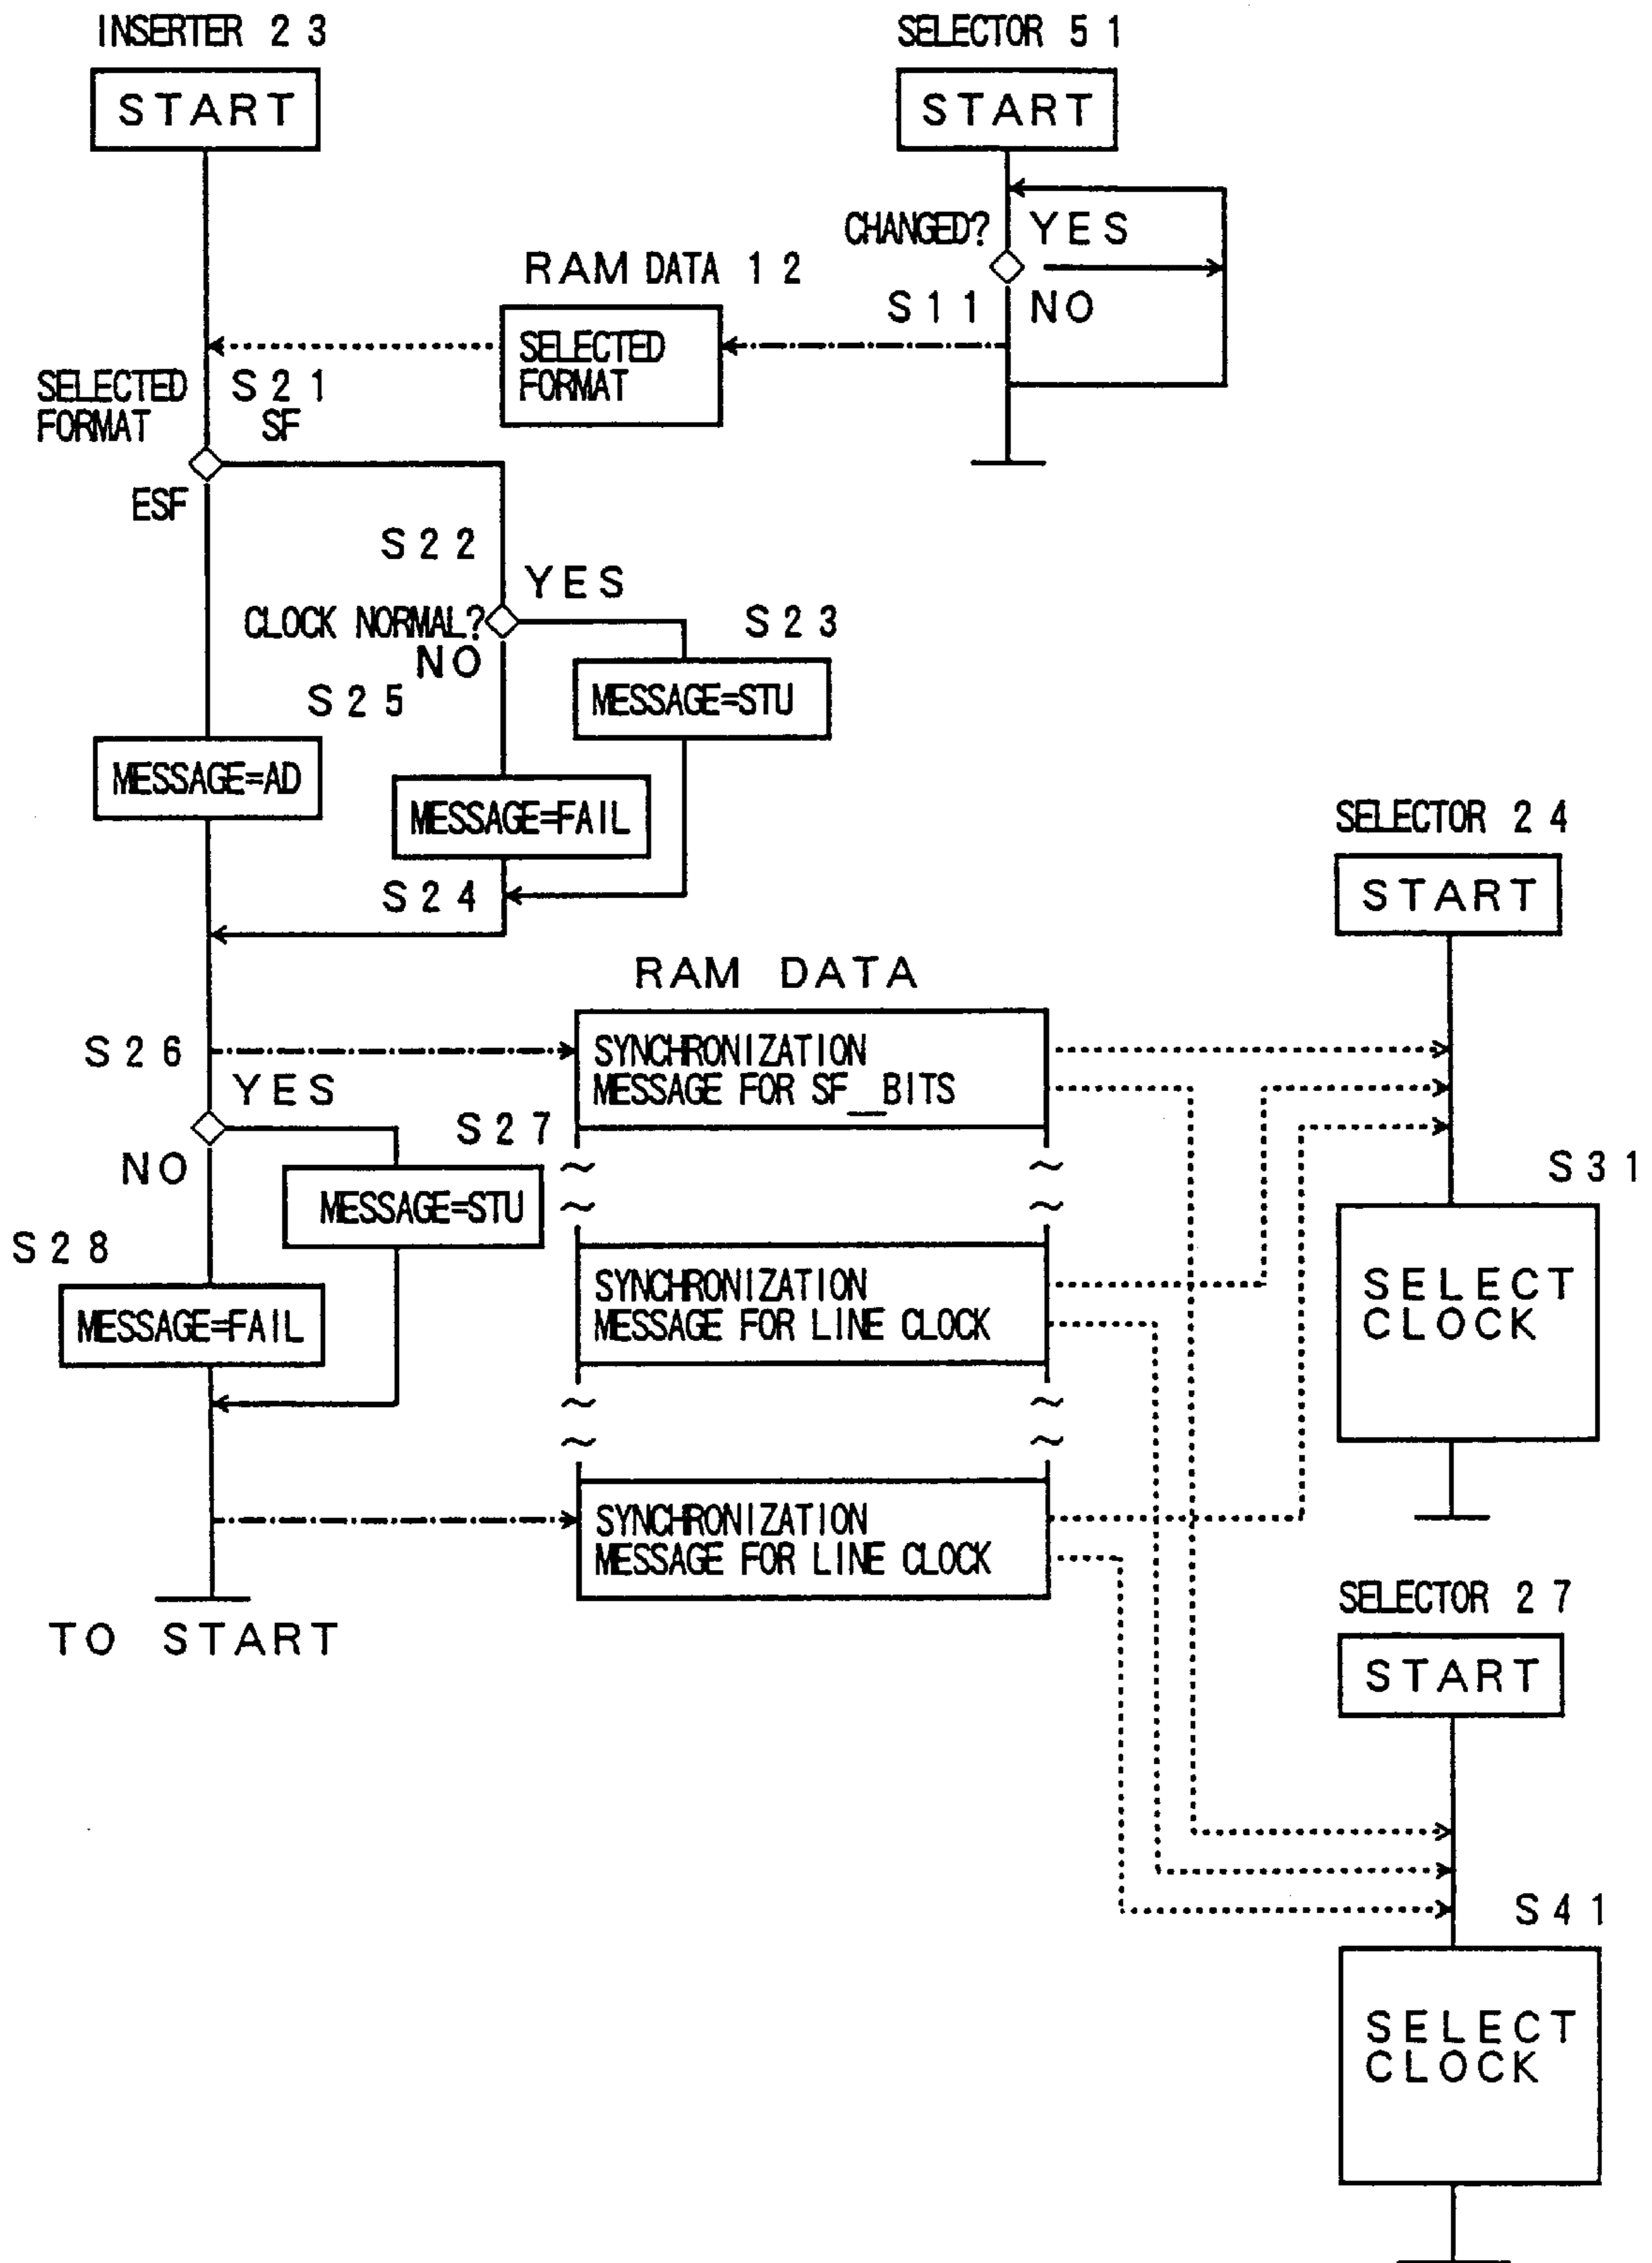 INSERTER 23
START
SELECTOR 51
START
CHANGED?
YES
S11
NO
RAM DATA 12
SELECTED
FORMAT
SELECTED
FORMAT
S21
SF
ESF
S22
YES
CLOCK NORMAL?
NO
S23
MESSAGE=STU
S25
MESSAGE=AD
MESSAGE=FAIL
S24
SELECTOR 24
START
RAM DATA
S26
SYNCHRONIZATION
MESSAGE FOR SF_BITS
YES
NO
S27
MESSAGE=STU
S28
MESSAGE=FAIL
SYNCHRONIZATION
MESSAGE FOR LINE CLOCK
S31
SELECT
CLOCK
SYNCHRONIZATION
MESSAGE FOR LINE CLOCK
TO START
SELECTOR 27
START
S41
SELECT
CLOCK